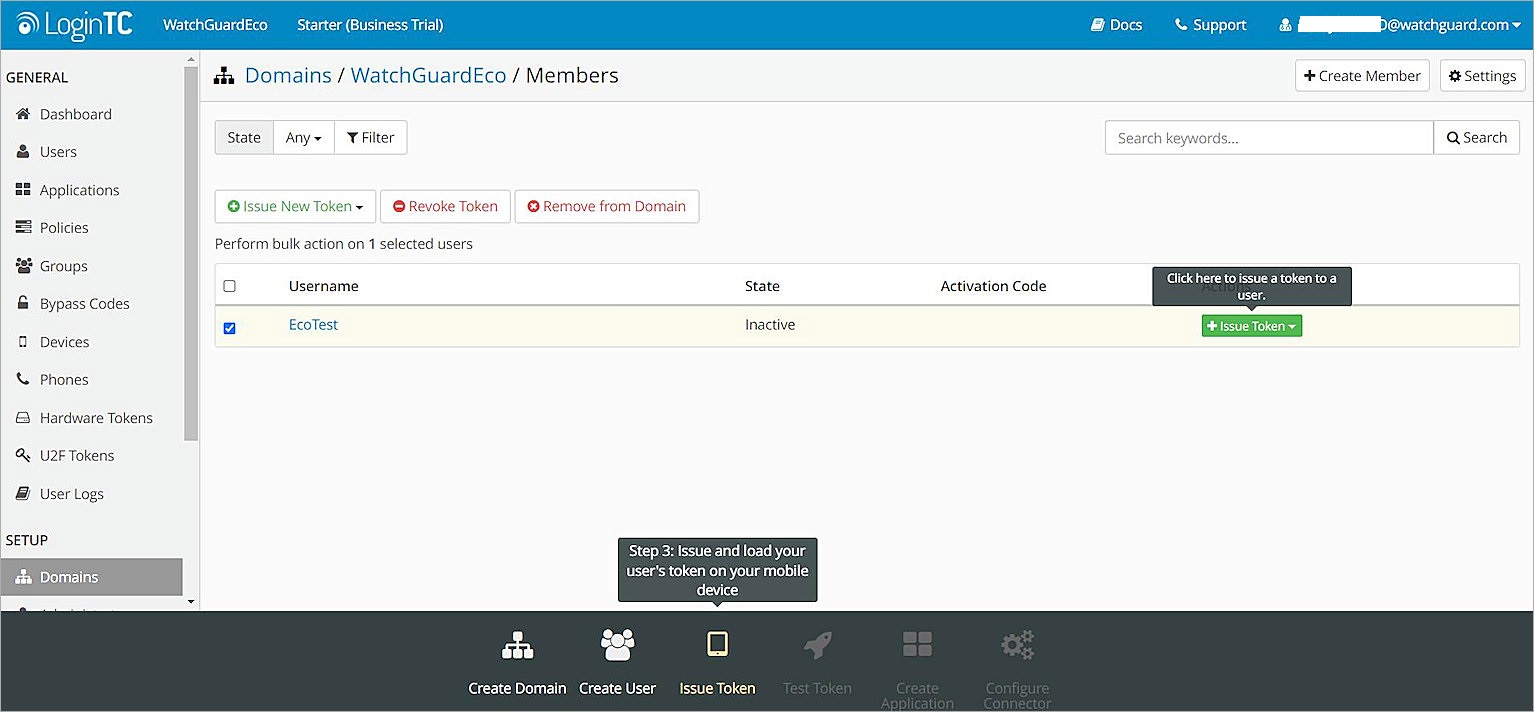 LoginTC WatchGuardEco Starter (Business Trial) Docs Support D@watchguard.com
GENERAL
Dashboard
Users
Applications
Policies
Groups
Bypass Codes
Devices
Phones
Hardware Tokens
U2F Tokens
User Logs
SETUP
Domains
Domains / WatchGuardEco / Members
Create Member Settings
State Any Filter
Search keywords... Search
Issue New Token Revoke Token Remove from Domain
Perform bulk action on 1 selected users
Username State Activation Code
Click here to issue a token to a
user.
EcoTest Inactive Issue Token
Step 3: Issue and load your
user's token on your mobile
device
Create Domain Create User Issue Token Test Token Create
Application Configure
Connector